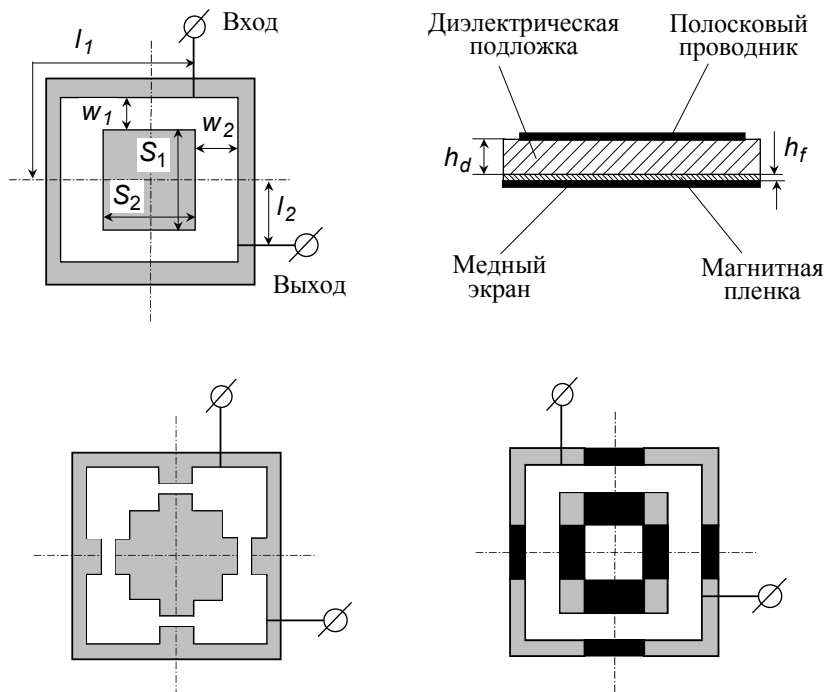 l1
Вход
w1
w2
S1
S2
l2
Выход
Диэлектрическая
подложка
Полосковый
проводник
hd
hf
Медный
экран
Магнитная
пленка